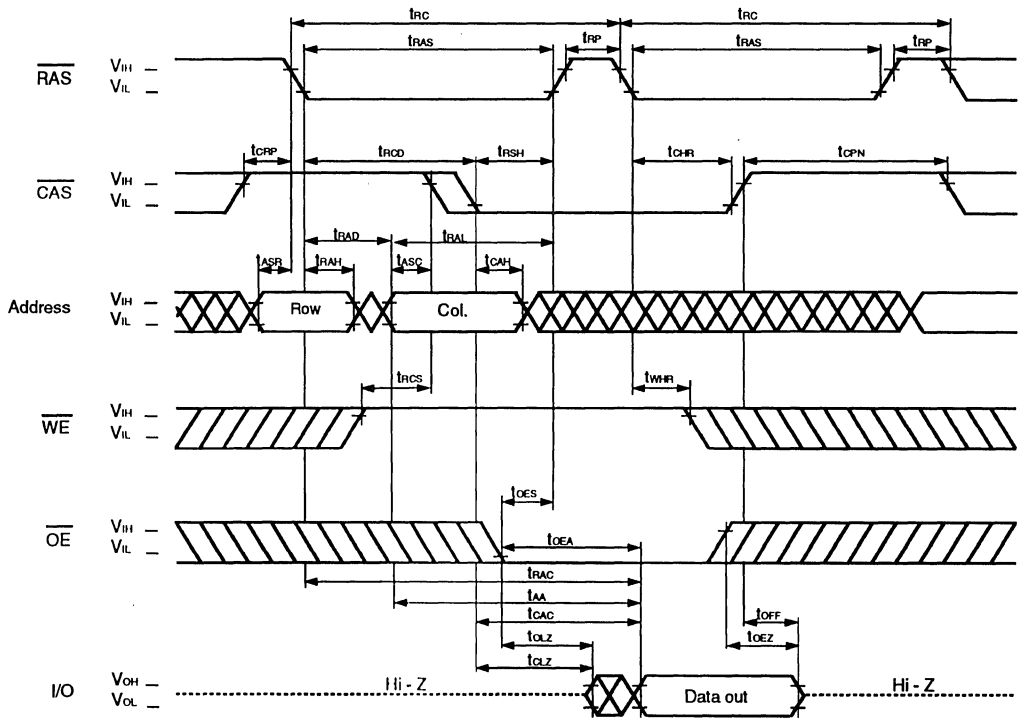 tRC tRC
tRAS tRP tRAS tRP
RAS VIH
VIL
tCRP tRCD tRSH tCHR tCPN
CAS VIH
VIL
tRAD tRAL
tASR tRAH tASC tCAH
Address VIH
VIL
Row Col.
tRCS tWHR
WE VIH
VIL
tOES
OE VIH
VIL
tOEA
tRAC
tAA
tCAC tOFF
tOLZ tOEZ
tCLZ
I/O VOH
VOL
Hi - Z Data out Hi - Z